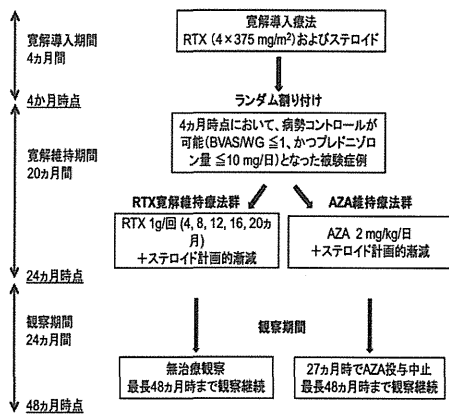 寛解導入期間
4ヵ月間
寛解導入療法
RTX (4×375 mg/m²)およびステロイド
4か月時点
ランダム割り付け
4ヵ月時点において、病勢コントロールが
可能(BVAS/WG ≦1、かつプレドニゾロ
ン量 ≦10 mg/日)となった被験症例
寛解維持期間
20ヵ月間
RTX寛解維持療法群
RTX 1g/回 (4, 8, 12, 16, 20ヵ
月)
+ステロイド計画的漸減
AZA維持療法群
AZA 2 mg/kg/日
+ステロイド計画的漸減
24ヵ月時点
観察期間
24ヵ月間
観察期間
無治療観察
最長48ヵ月時まで観察継続
27ヵ月時でAZA投与中止
最長48ヵ月時まで観察継続
48ヵ月時点